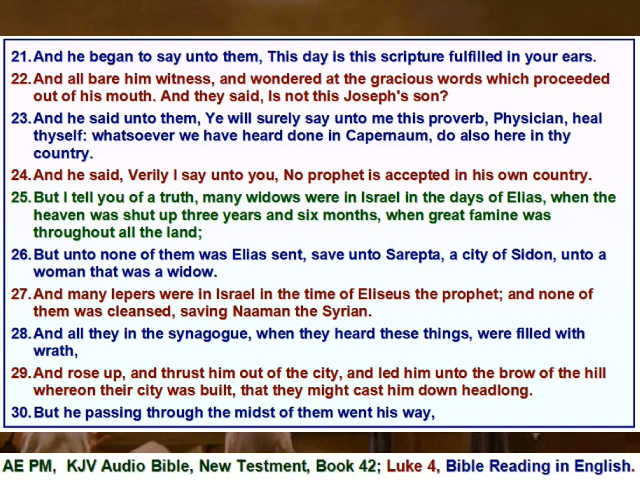 21.And he began to say unto them, This day is this scripture fulfilled in your ears.
22.And all bare him witness, and wondered at the gracious words which proceeded
out of his mouth. And they said, Is not this Joseph's son?
23.And he said unto them, Ye will surely say unto me this proverb, Physician, heal
thyself: whatsoever we have heard done in Capernaum, do also here in thy
country.
24.And he said, Verily I say unto you, No prophet is accepted in his own country.
25.But I tell you of a truth, many widows were in Israel in the days of Elias, when the
heaven was shut up three years and six months, when great famine was
throughout all the land;
26.But unto none of them was Elias sent, save unto Sarepta, a city of Sidon, unto a
woman that was a widow.
27.And many lepers were in Israel in the time of Eliseus the prophet; and none of
them was cleansed, saving Naaman the Syrian.
28.And all they in the synagogue, when they heard these things, were filled with
wrath,
29.And rose up, and thrust him out of the city, and led him unto the brow of the hill
whereon their city was built, that they might cast him down headlong.
30.But he passing through the midst of them went his way,
AE PM, KJV Audio Bible, New Testment, Book 42; Luke 4, Bible Reading in English.